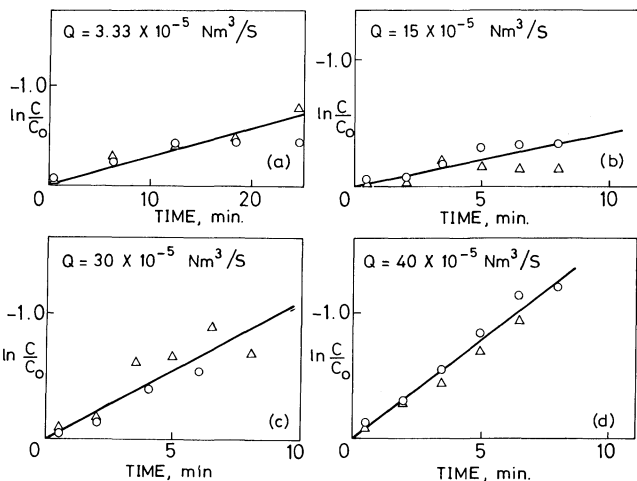 Q = 3.33 X 10⁻⁵ Nm³/S
-1.0
ln C/C₀
(a)
0 10 20
TIME, min.
Q = 15 X 10⁻⁵ Nm³/S
-1.0
ln C/C₀
(b)
0 5 10
TIME, min.
Q = 30 X 10⁻⁵ Nm³/S
-1.0
ln C/C₀
(c)
0 5 10
TIME, min
Q = 40 X 10⁻⁵ Nm³/S
-1.0
ln C/C₀
(d)
0 5 10
TIME, min.